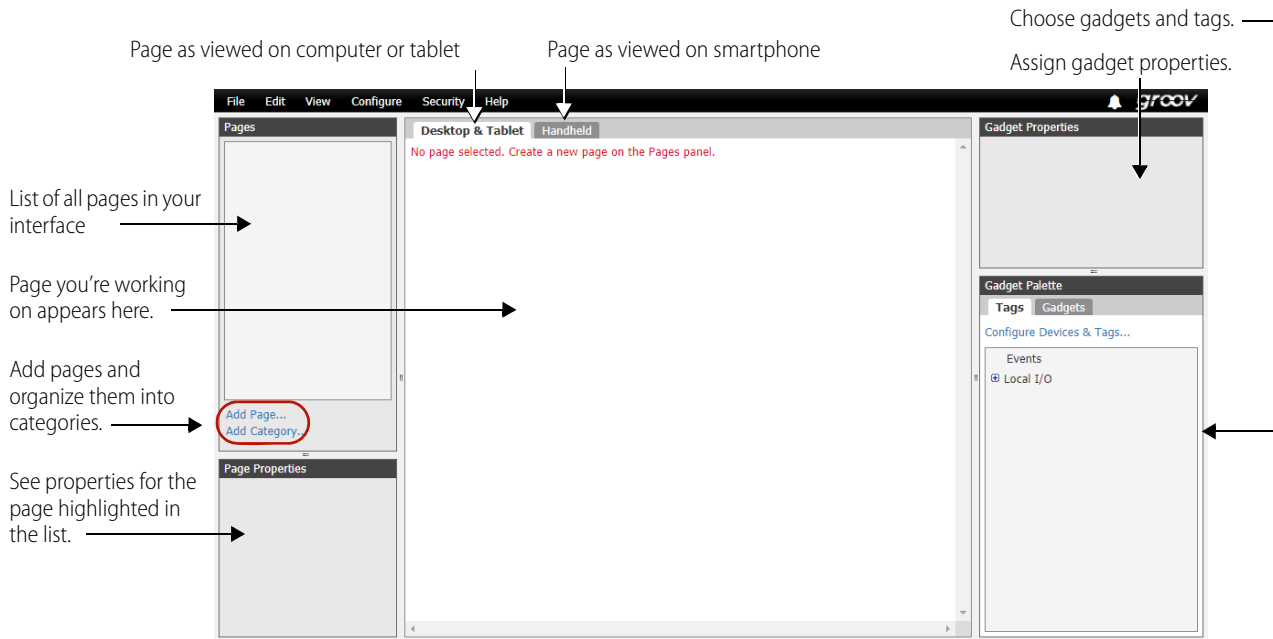 Choose gadgets and tags.
Page as viewed on computer or tablet
Page as viewed on smartphone
Assign gadget properties.
File Edit View Configure Security Help
groov
Pages
Desktop & Tablet Handheld
Gadget Properties
No page selected. Create a new page on the Pages panel.
List of all pages in your
interface
Page you’re working
on appears here.
Gadget Palette
Tags Gadgets
Configure Devices & Tags...
Events
Local I/O
Add pages and
organize them into
categories.
Add Page...
Add Category...
Page Properties
See properties for the
page highlighted in
the list.